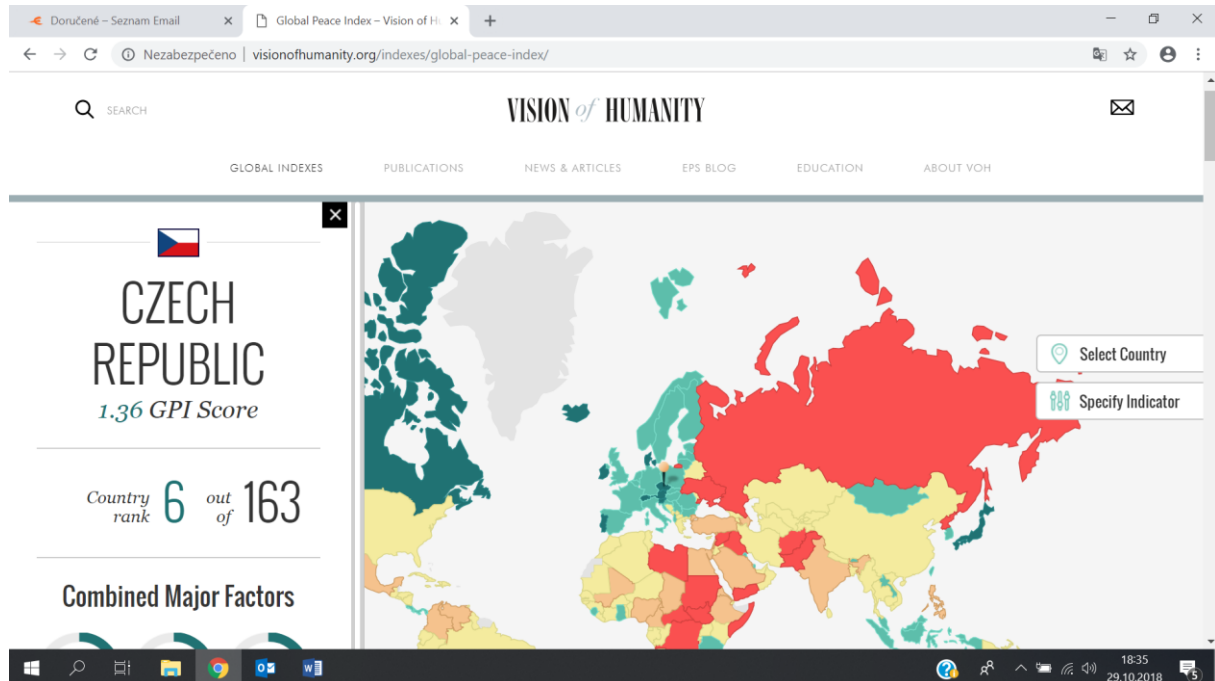 Doručené – Seznam Email
Global Peace Index – Vision of H
Nezabezpečeno | visionofhumanity.org/indexes/global-peace-index/
SEARCH
VISION of HUMANITY
GLOBAL INDEXES PUBLICATIONS NEWS & ARTICLES EPS BLOG EDUCATION ABOUT VOH
CZECH
REPUBLIC
1.36 GPI Score
Country rank 6 out of 163
Combined Major Factors
Select Country
Specify Indicator
18:35
29.10.2018
5